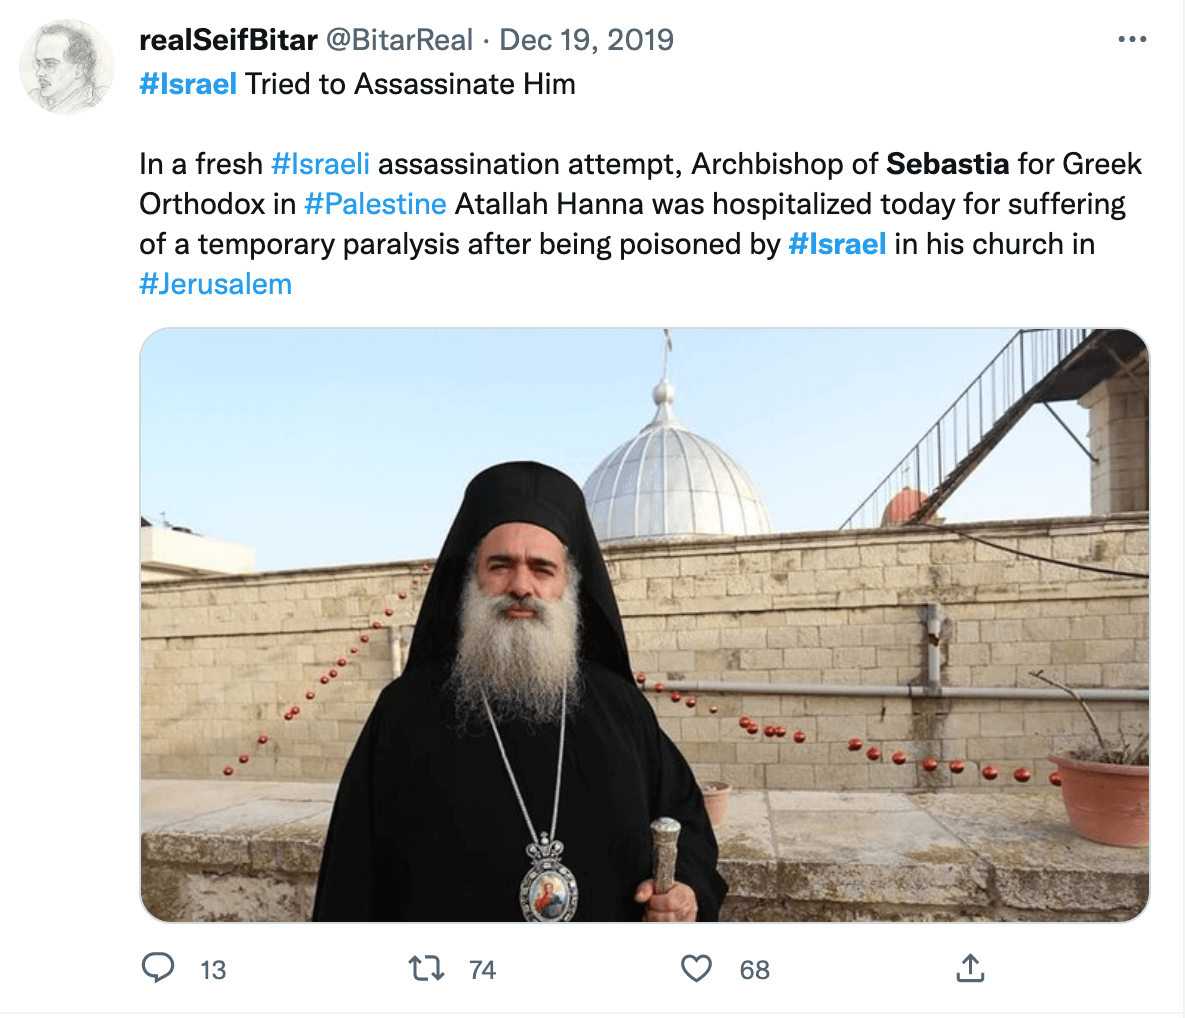 realSeifBitar @BitarReal · Dec 19, 2019
#Israel Tried to Assassinate Him
In a fresh #Israeli assassination attempt, Archbishop of Sebastia for Greek
Orthodox in #Palestine Atallah Hanna was hospitalized today for suffering
of a temporary paralysis after being poisoned by #Israel in his church in
#Jerusalem
13 74 68